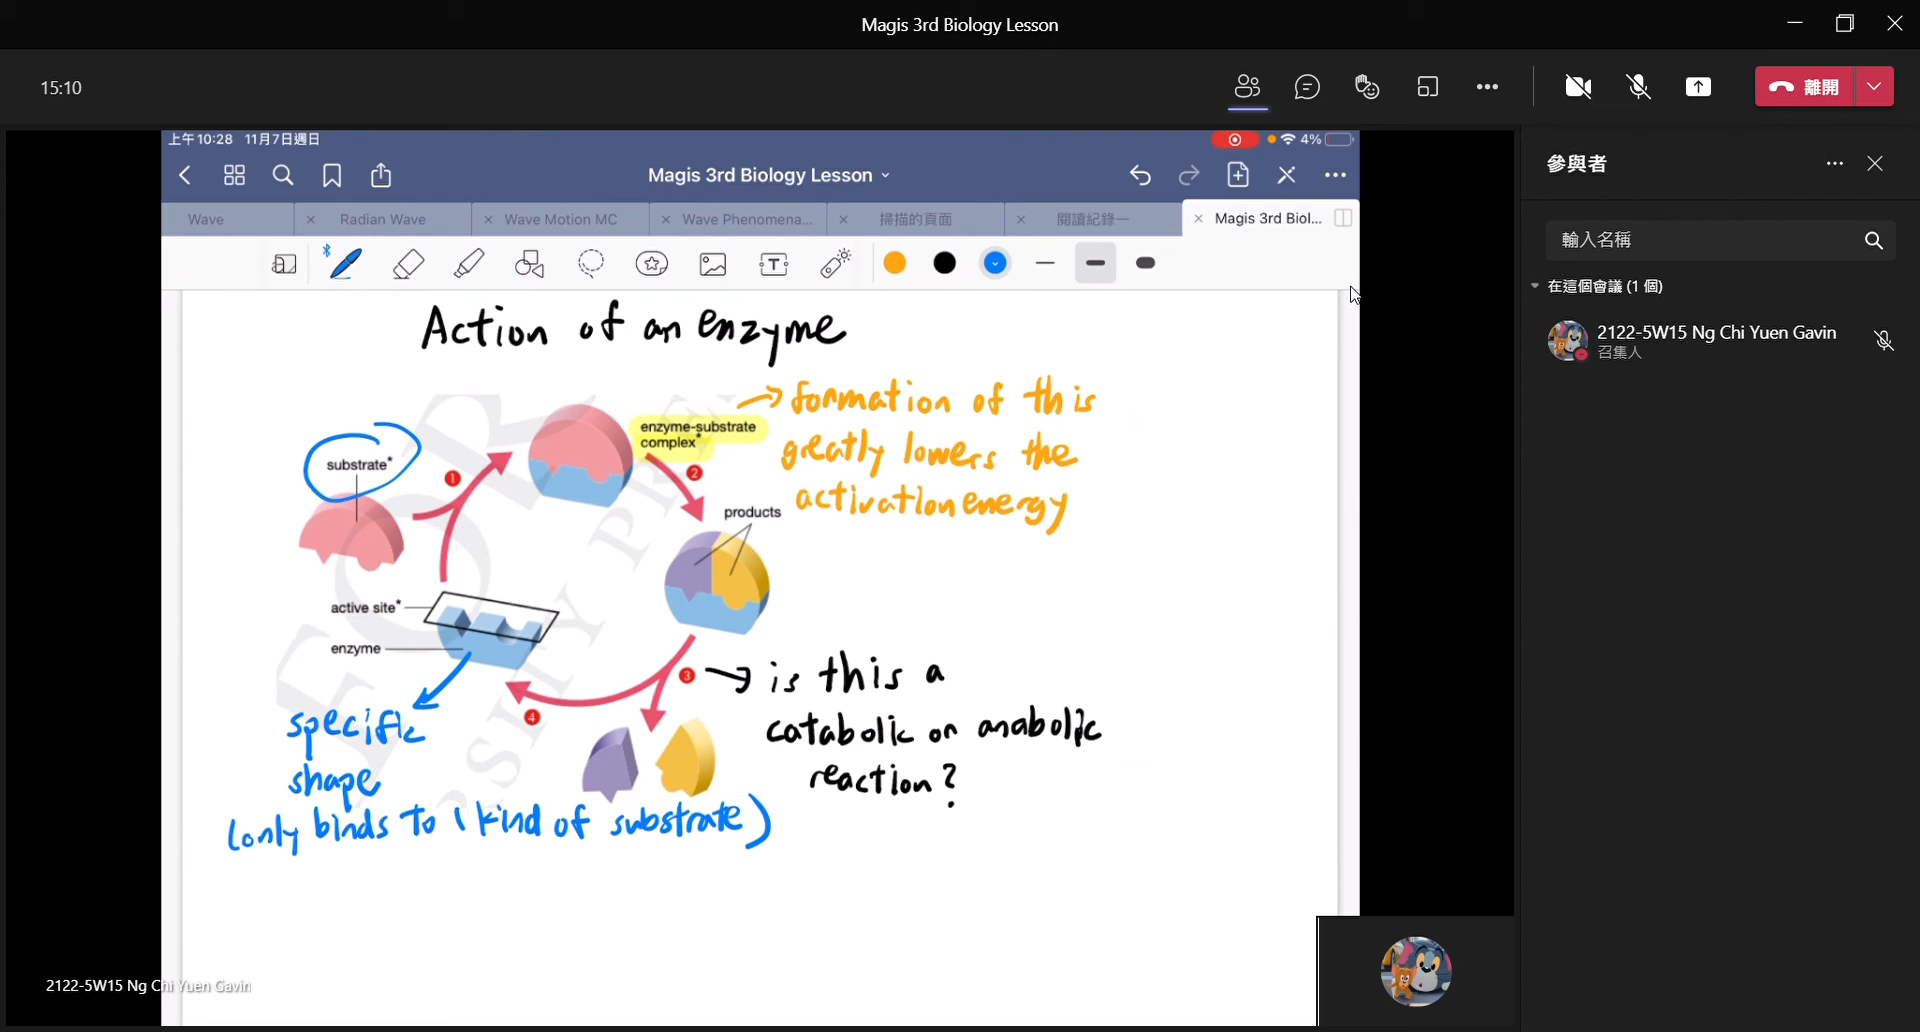 Magis 3rd Biology Lesson
15:10
離開
上午10:28 11月7日週日
4%
Magis 3rd Biology Lesson
Wave
Radian Wave
Wave Motion MC
Wave Phenomena...
掃描的頁面
閱讀紀錄一
Magis 3rd Biol...
Action of an enzyme
enzyme-substrate
complex*
→ formation of this
greatly lowers the
activation energy
substrate*
1
2
products
active site*
enzyme
3
→ is this a
catabolic or anabolic
reaction?
4
specific
shape
(only binds to 1 kind of substrate)
2122-5W15 Ng Chi Yuen Gavin
參與者
輸入名稱
在這個會議 (1 個)
2122-5W15 Ng Chi Yuen Gavin
召集人